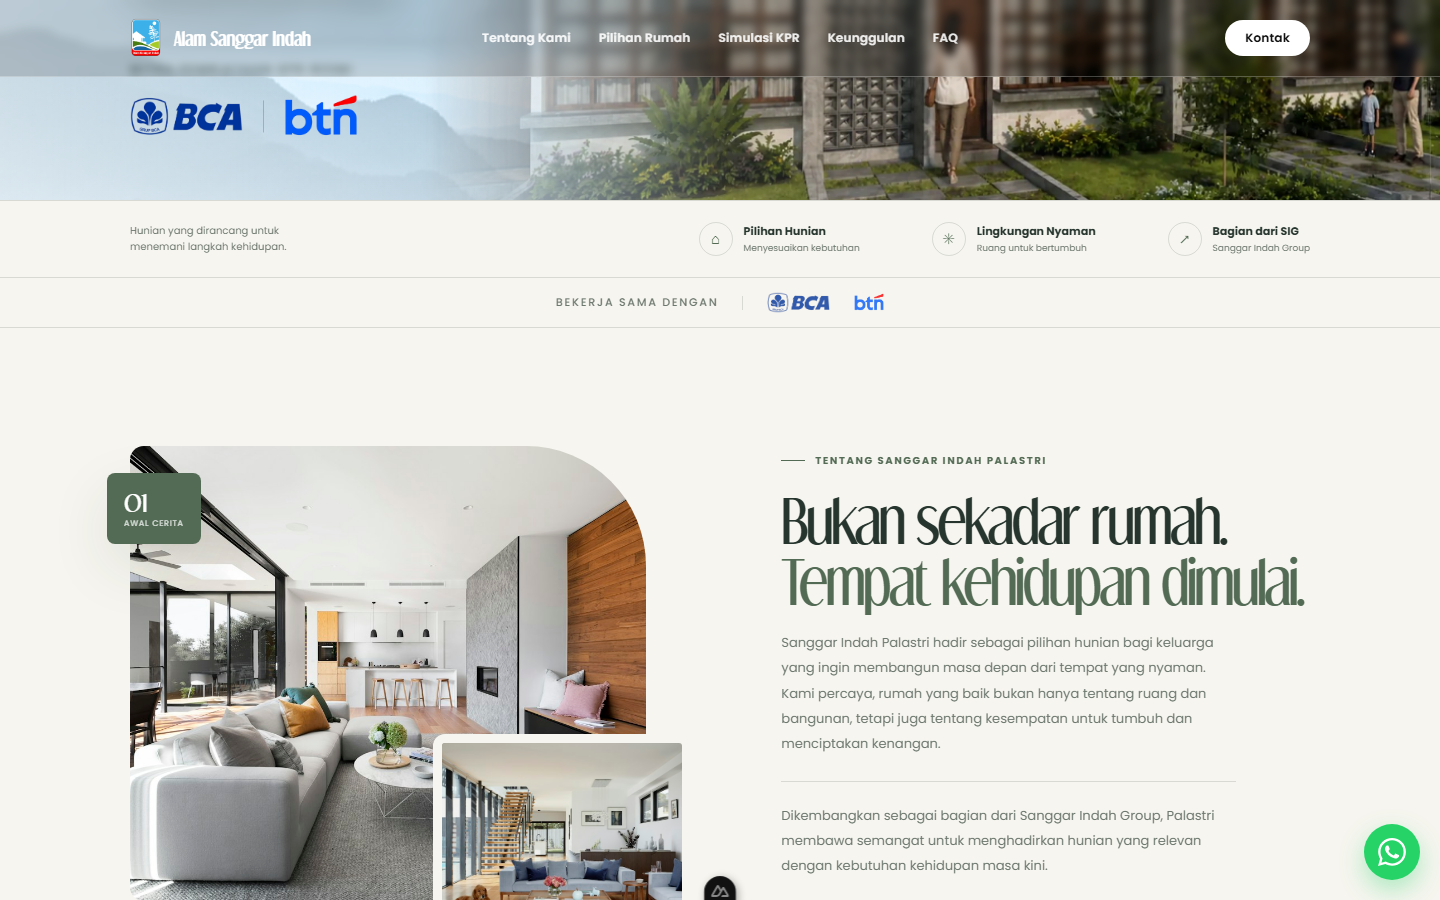 Alam Sanggar Indah
Tentang Kami
Pilihan Rumah
Simulasi KPR
Keunggulan
FAQ
Kontak
BCA
btn
Hunian yang dirancang untuk
menemani langkah kehidupan.
Pilihan Hunian
Menyesuaikan kebutuhan
Lingkungan Nyaman
Ruang untuk bertumbuh
Bagian dari SIG
Sanggar Indah Group
BEKERJA SAMA DENGAN
BCA
btn
01
AWAL CERITA
TENTANG SANGGAR INDAH PALASTRI
Bukan sekadar rumah.
Tempat kehidupan dimulai.
Sanggar Indah Palastri hadir sebagai pilihan hunian bagi keluarga
yang ingin membangun masa depan dari tempat yang nyaman.
Kami percaya, rumah yang baik bukan hanya tentang ruang dan
bangunan, tetapi juga tentang kesempatan untuk tumbuh dan
menciptakan kenangan.
Dikembangkan sebagai bagian dari Sanggar Indah Group, Palastri
membawa semangat untuk menghadirkan hunian yang relevan
dengan kebutuhan kehidupan masa kini.